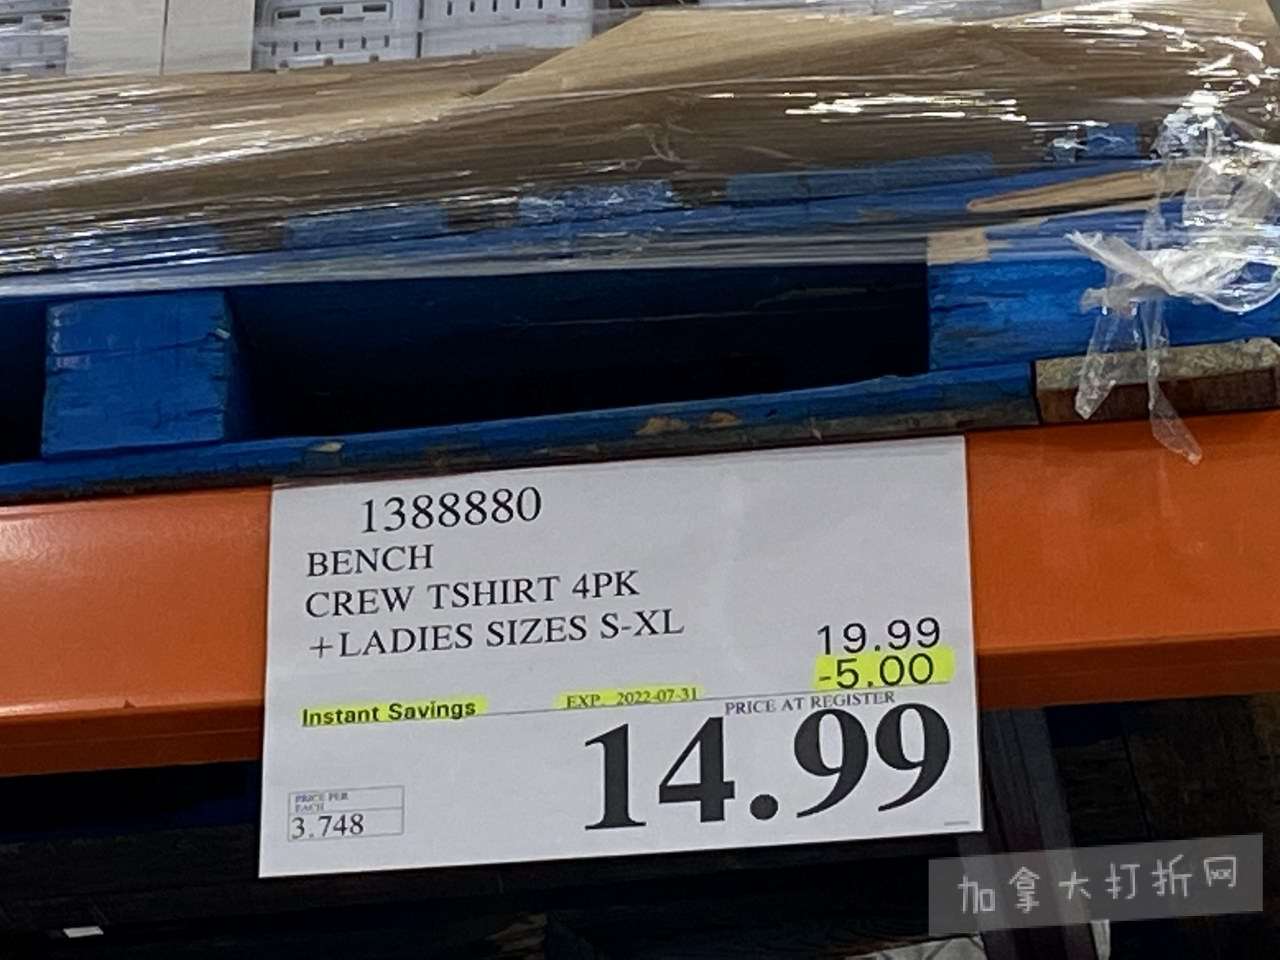 1388880
BENCH
CREW TSHIRT 4PK
+LADIES SIZES S-XL
19.99
-5.00
Instant Savings
EXP. 2022-07-31
PRICE AT REGISTER
14.99
PRICE PER
EACH
3.748
加拿大打折网